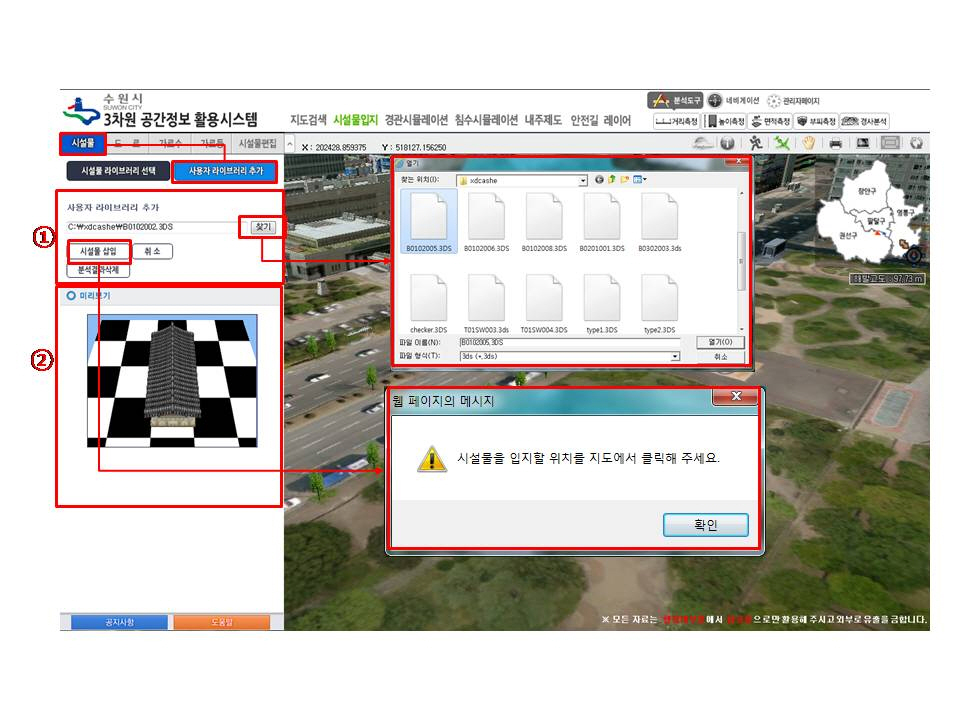 수원시
SUWON CITY
3차원 공간정보 활용시스템
지도검색 시설물입지 경관시뮬레이션 침수시뮬레이션 내주제도 안전길 레이어
분석도구 네비게이션 관리자페이지
거리측정 높이측정 면적측정 부피측정 경사분석
시설물 도 로 가로수 가로등 시설물편집
X : 202428.859375 Y : 518127.156250
시설물 라이브러리 선택 사용자 라이브러리 추가
①
사용자 라이브러리 추가
C:\xdcashe\B0102002.3DS 찾기
시설물 삽입 취 소
분석결과삭제
②
미리보기
열기
찾는 위치(I): xdcashe
B0102005.3DS B0102006.3DS B0102008.3DS B0201001.3DS B0302003.3ds
checker.3DS T01SW003.3ds T01SW004.3DS type1.3DS type2.3DS
파일 이름(N): B0102005.3DS 열기(O)
파일 형식(T): 3ds (*.3ds) 취소
장안구
영통구
팔달구
권선구
해발고도 : 97.73 m
웹 페이지의 메시지
시설물을 입지할 위치를 지도에서 클릭해 주세요.
확인
공지사항 도움말
※ 모든 자료는 에서 으로만 활용해 주시고 외부로 유출을 금합니다.